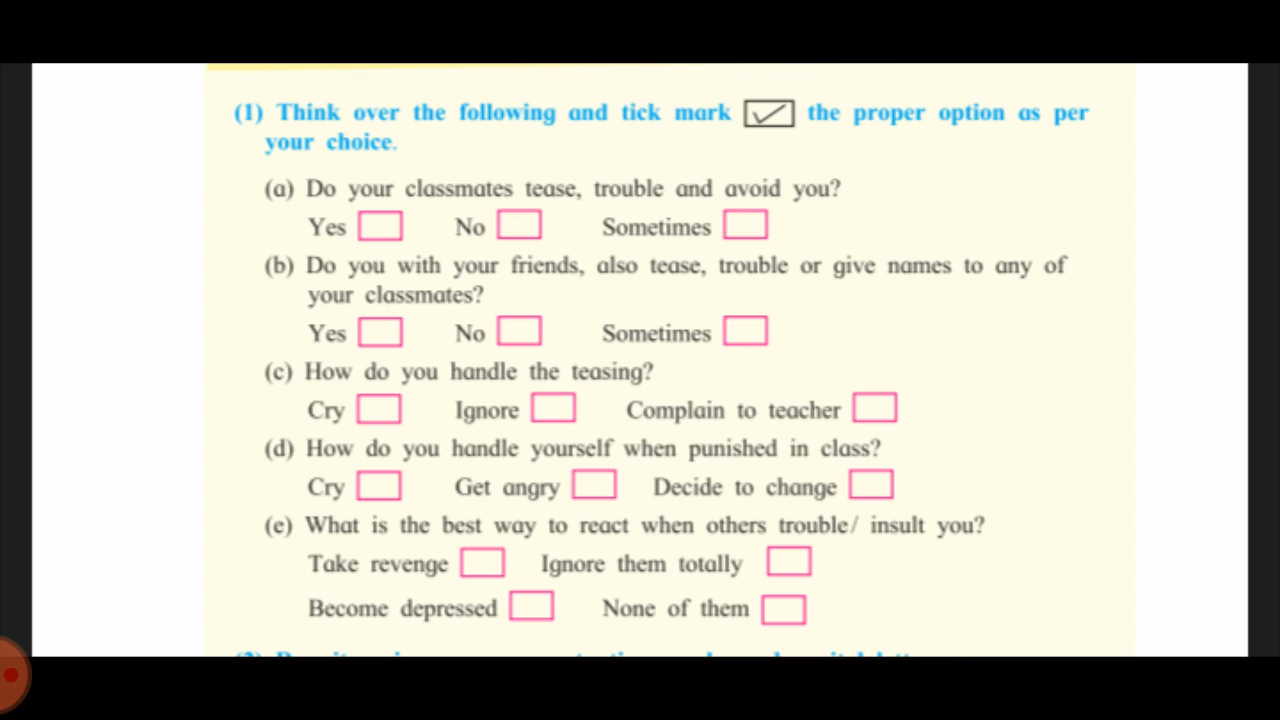 (1) Think over the following and tick mark the proper option as per
your choice.
(a) Do your classmates tease, trouble and avoid you?
Yes No Sometimes
(b) Do you with your friends, also tease, trouble or give names to any of
your classmates?
Yes No Sometimes
(c) How do you handle the teasing?
Cry Ignore Complain to teacher
(d) How do you handle yourself when punished in class?
Cry Get angry Decide to change
(e) What is the best way to react when others trouble/ insult you?
Take revenge Ignore them totally
Become depressed None of them